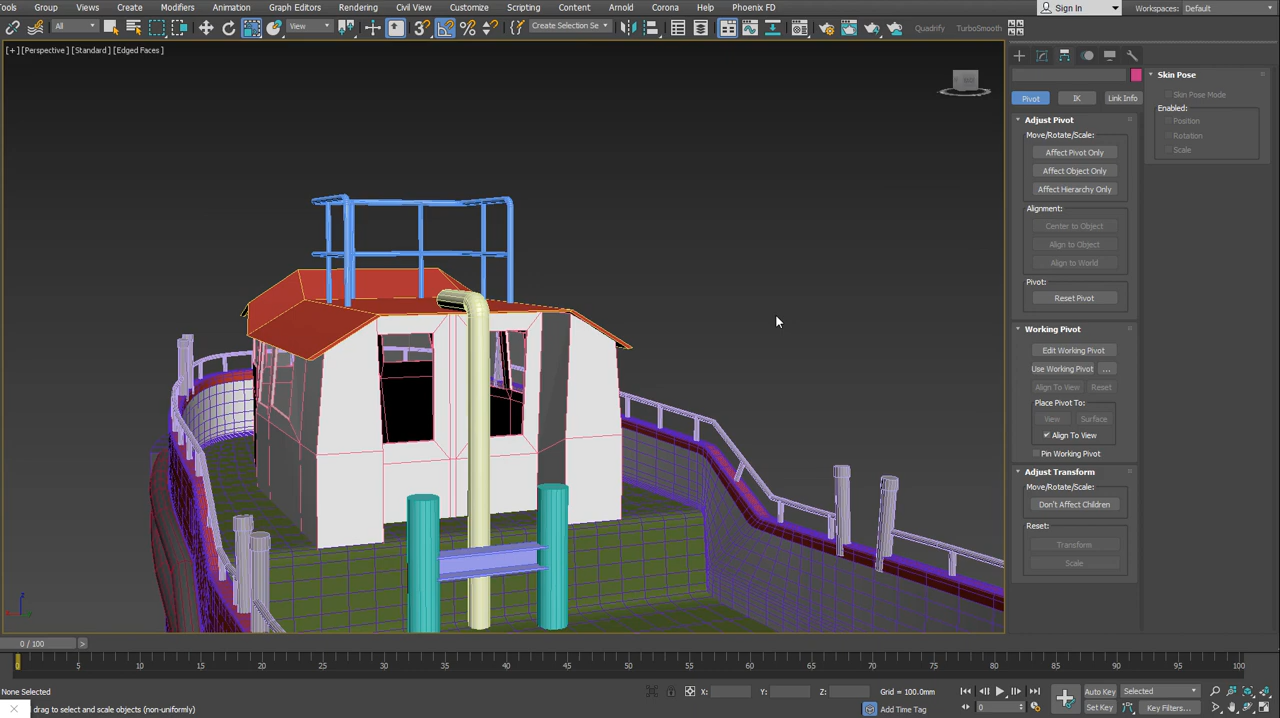 Tools Group Views Create Modifiers Animation Graph Editors Rendering Civil View Customize Scripting Content Arnold Corona Help Phoenix FD Sign In Workspaces: Default
All View Create Selection Se Quadrify TurboSmooth
[+] [Perspective] [Standard] [Edged Faces]
Skin Pose
Skin Pose Mode
Enabled:
Position
Rotation
Scale
Pivot IK Link Info
Adjust Pivot
Move/Rotate/Scale:
Affect Pivot Only
Affect Object Only
Affect Hierarchy Only
Alignment:
Center to Object
Align to Object
Align to World
Pivot:
Reset Pivot
Working Pivot
Edit Working Pivot
Use Working Pivot ...
Align To View Reset
Place Pivot To:
View Surface
Align To View
Pin Working Pivot
Adjust Transform
Move/Rotate/Scale:
Don't Affect Children
Reset:
Transform
Scale
0 / 100 >
0 5 10 15 20 25 30 35 40 45 50 55 60 65 70 75 80 85 90 95 100
None Selected X: Y: Z: Grid = 100.0mm Auto Key Selected
drag to select and scale objects (non-uniformly) Add Time Tag 0 Set Key Key Filters...